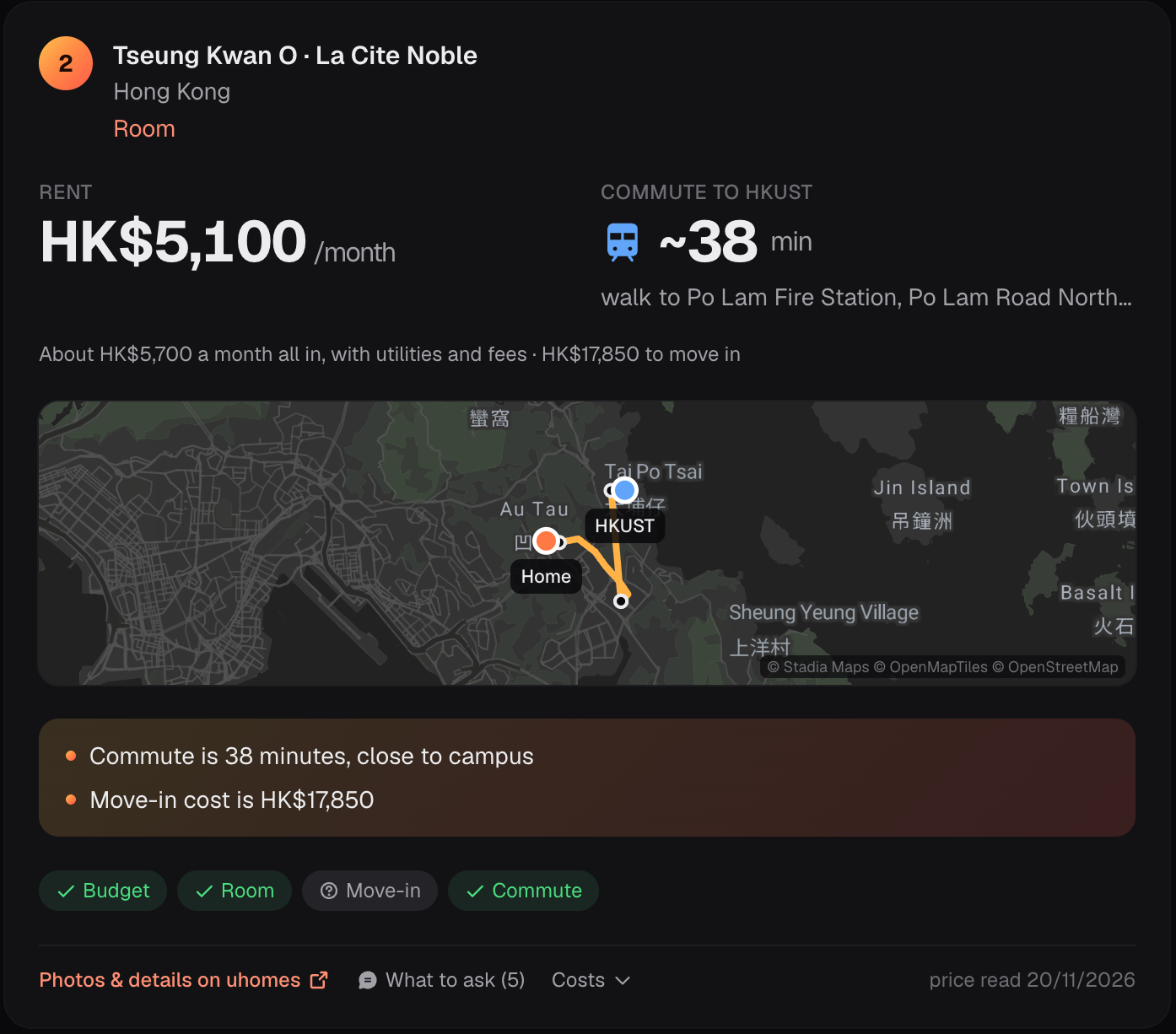 2
Tseung Kwan O · La Cite Noble
Hong Kong
Room
RENT
HK$5,100 /month
COMMUTE TO HKUST
~38 min
walk to Po Lam Fire Station, Po Lam Road North...
About HK$5,700 a month all in, with utilities and fees · HK$17,850 to move in
蠻窩
糧船灣
Tai Po Tsai
埔仔
Jin Island
吊鐘洲
Town Is
伙頭墳
Au Tau
凹
HKUST
Home
Basalt I
火石
Sheung Yeung Village
上洋村
© Stadia Maps © OpenMapTiles © OpenStreetMap
Commute is 38 minutes, close to campus
Move-in cost is HK$17,850
Budget
Room
Move-in
Commute
Photos & details on uhomes
What to ask (5)
Costs
price read 20/11/2026